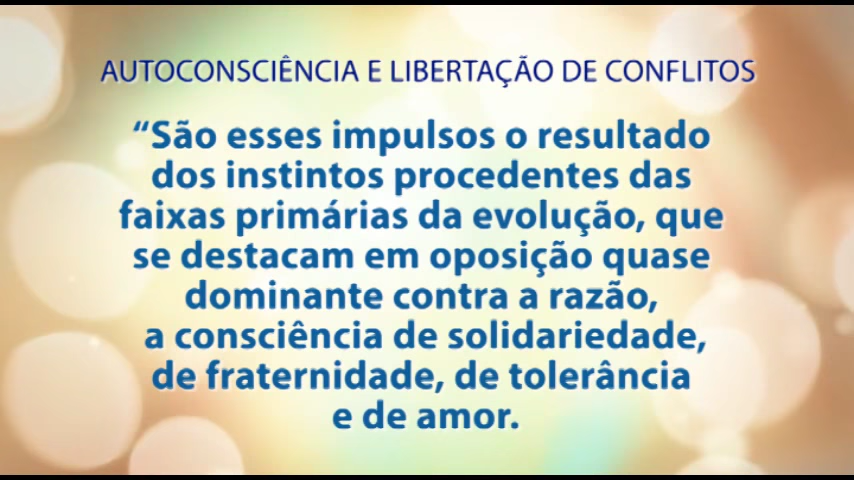 AUTOCONSCIÊNCIA E LIBERTAÇÃO DE CONFLITOS
“São esses impulsos o resultado
dos instintos procedentes das
faixas primárias da evolução, que
se destacam em oposição quase
dominante contra a razão,
a consciência de solidariedade,
de fraternidade, de tolerância
e de amor.